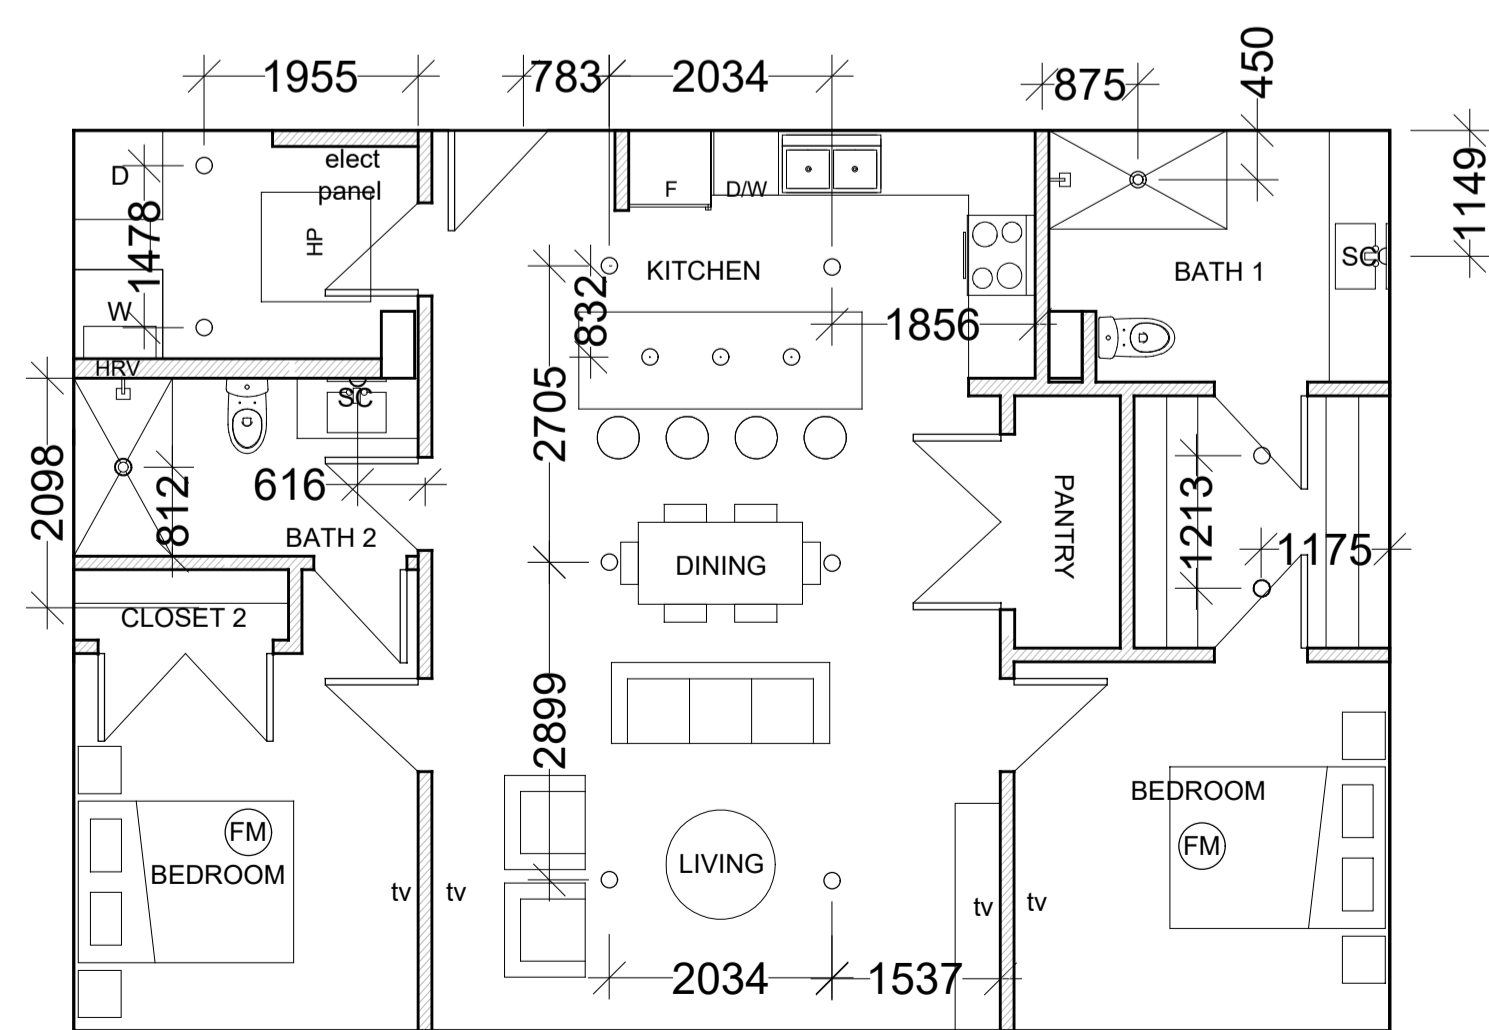 450
1955
783
2034
875
elect
panel
D
F
D/W
1149
1478
HP
KITCHEN
BATH 1
SC
832
W
1856
HRV
SC
2705
2098
812
616
1213
PANTRY
BATH 2
1175
DINING
CLOSET 2
2899
BEDROOM
FM
FM
LIVING
BEDROOM
tv
tv
tv
tv
2034
1537